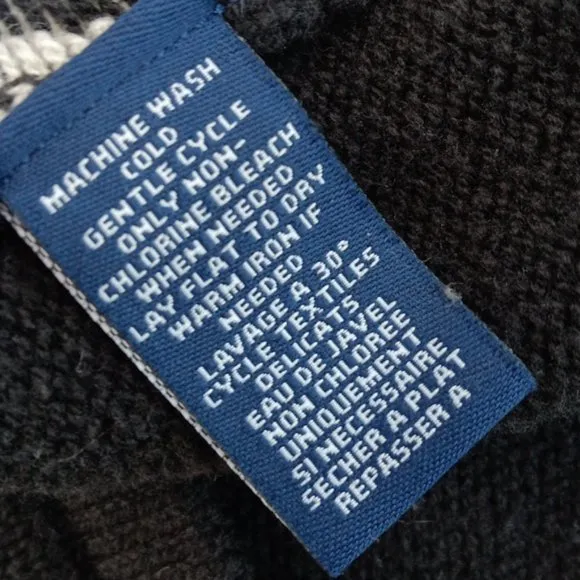 MACHINE WASH
COLD
GENTLE CYCLE
ONLY NON-
CHLORINE BLEACH
WHEN NEEDED
LAY FLAT TO DRY
WARM IRON IF
NEEDED
LAVAGE A 30°
CYCLE TEXTILES
DELICATS
EAU DE JAVEL
NON CHLOREE
UNIQUEMENT
SI NECESSAIRE
SECHER A PLAT
REPASSER A